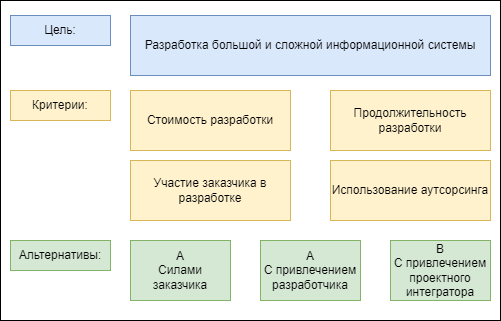 Цель:
Разработка большой и сложной информационной системы
Критерии:
Стоимость разработки
Продолжительность
разработки
Участие заказчика в
разработке
Использование аутсорсинга
Альтернативы:
А
Силами
заказчика
А
С привлечением
разработчика
В
С привлечением
проектного
интегратора